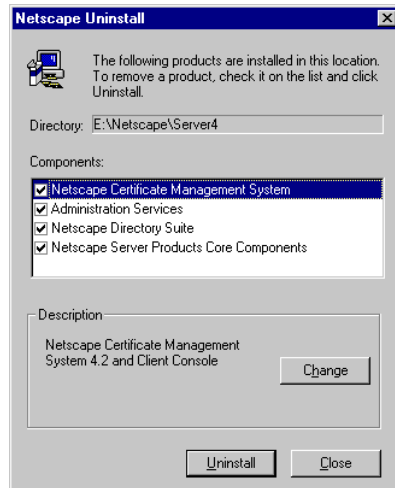 Netscape Uninstall
The following products are installed in this location.
To remove a product, check it on the list and click
Uninstall.
Directory: E:\Netscape\Server4
Components:
Netscape Certificate Management System
Administration Services
Netscape Directory Suite
Netscape Server Products Core Components
Description
Netscape Certificate Management
System 4.2 and Client Console
Change
Uninstall Close